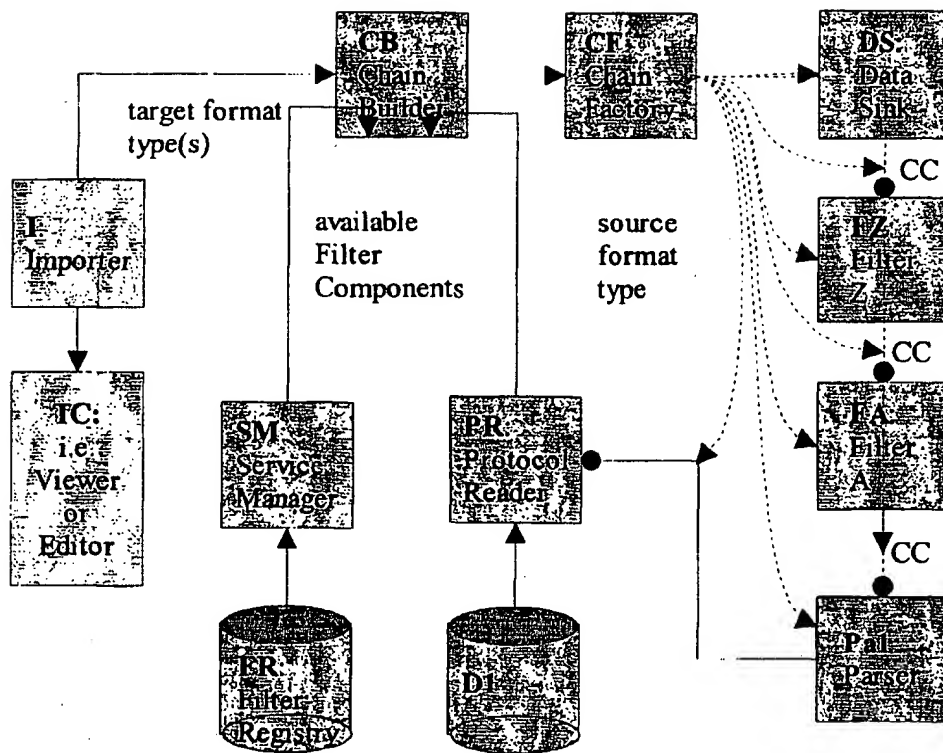 CB
Chain
Builder
CF:
Chain
Factory
DS:
Data
Sink
target format
type(s)
CC
I
Importer
available
Filter
Components
source
format
type
FZ
Filter
Z
CC
TC:
i.e
Viewer
or
Editor
SM
Service
Manager
PR
Protocol
Reader
FA
Filter
A
CC
FR
Filter
Registry
D1
Pa1
Parser